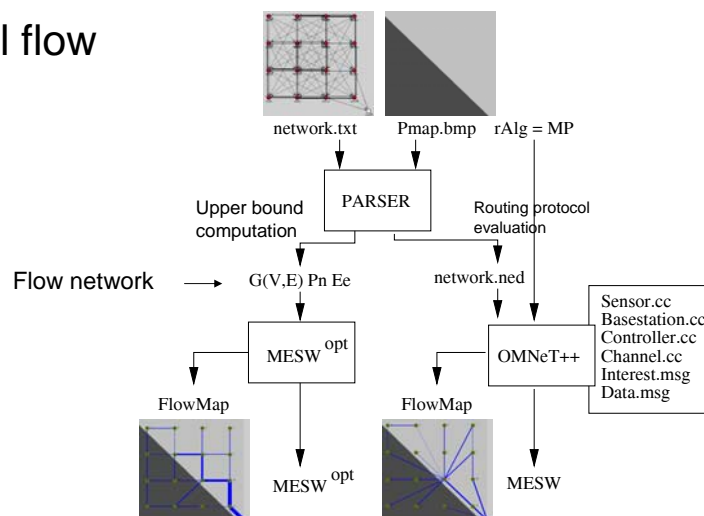 l flow
network.txt
Pmap.bmp
rAlg = MP
PARSER
Upper bound
computation
Routing protocol
evaluation
Flow network
G(V,E) Pn Ee
network.ned
Sensor.cc
Basestation.cc
Controller.cc
Channel.cc
Interest.msg
Data.msg
MESW opt
OMNeT++
FlowMap
FlowMap
MESW opt
MESW